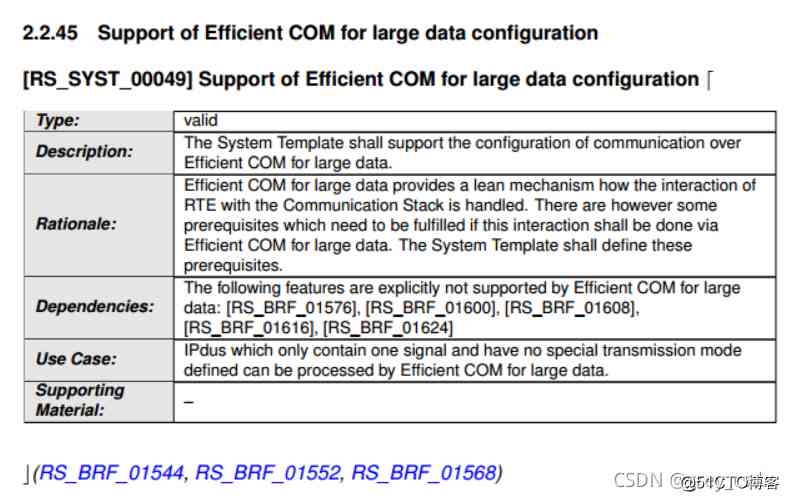 2.2.45 Support of Efficient COM for large data configuration
[RS_SYST_00049] Support of Efficient COM for large data configuration ⌈
Type: valid
Description: The System Template shall support the configuration of communication over
Efficient COM for large data.
Rationale: Efficient COM for large data provides a lean mechanism how the interaction of
RTE with the Communication Stack is handled. There are however some
prerequisites which need to be fulfilled if this interaction shall be done via
Efficient COM for large data. The System Template shall define these
prerequisites.
Dependencies: The following features are explicitly not supported by Efficient COM for large
data: [RS_BRF_01576], [RS_BRF_01600], [RS_BRF_01608],
[RS_BRF_01616], [RS_BRF_01624]
Use Case: IPdus which only contain one signal and have no special transmission mode
defined can be processed by Efficient COM for large data.
Supporting
Material: –
⌋(RS_BRF_01544, RS_BRF_01552, RS_BRF_01568)
CSDN
@51CTO博客